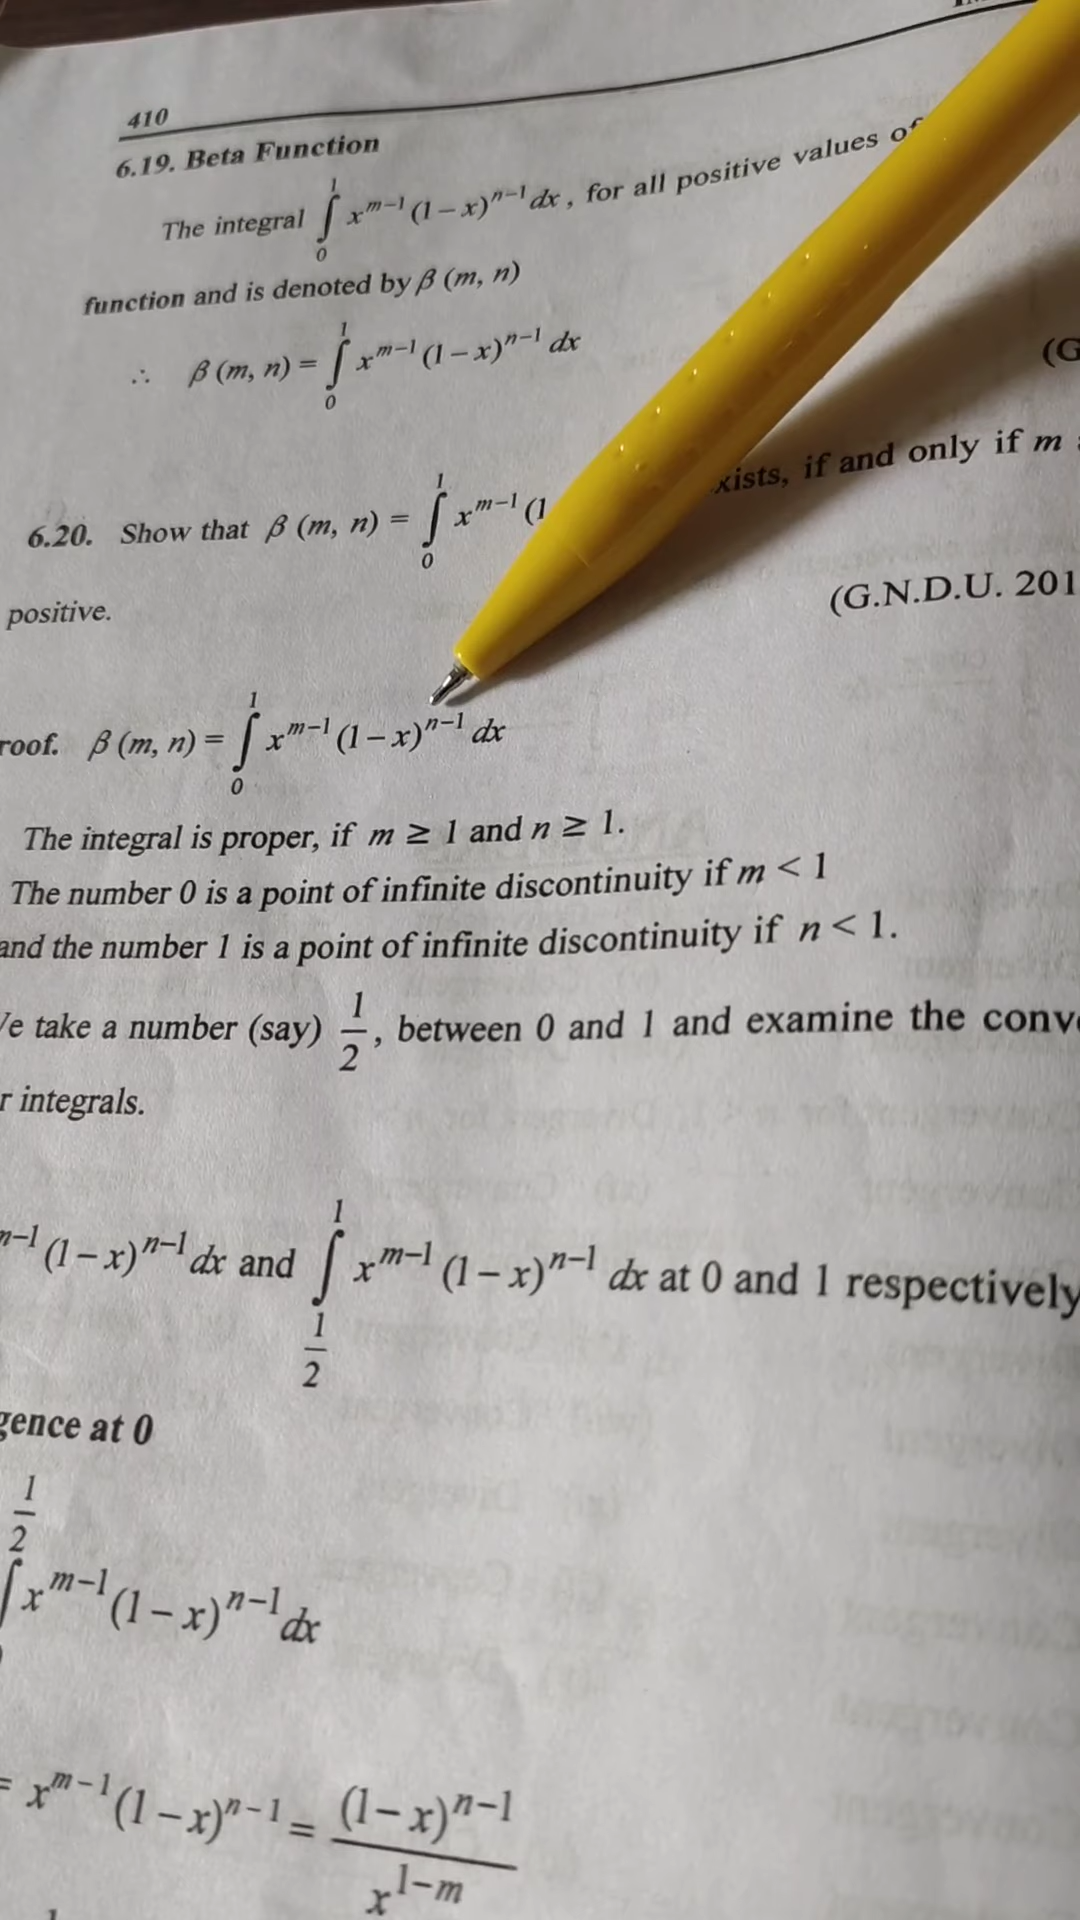 410
6.19. Beta Function
The integral ∫₀¹ x^{m−1} (1−x)^{n−1} dx, for all positive values of
function and is denoted by β (m, n)
∴ β (m, n) = ∫₀¹ x^{m−1} (1−x)^{n−1} dx
(G
6.20. Show that β (m, n) = ∫₀¹ x^{m−1} (1 xists, if and only if m
positive.
(G.N.D.U. 201
roof. β (m, n) = ∫₀¹ x^{m−1} (1−x)^{n−1} dx
The integral is proper, if m ≥ 1 and n ≥ 1.
The number 0 is a point of infinite discontinuity if m < 1
and the number 1 is a point of infinite discontinuity if n < 1.
e take a number (say) 1/2, between 0 and 1 and examine the conve
r integrals.
^{m−1} (1−x)^{n−1} dx and ∫_{1/2}^{1} x^{m−1} (1−x)^{n−1} dx at 0 and 1 respectively
gence at 0
∫^{1/2} x^{m−1} (1−x)^{n−1} dx
= x^{m−1} (1−x)^{n−1} = (1−x)^{n−1} / x^{1−m}